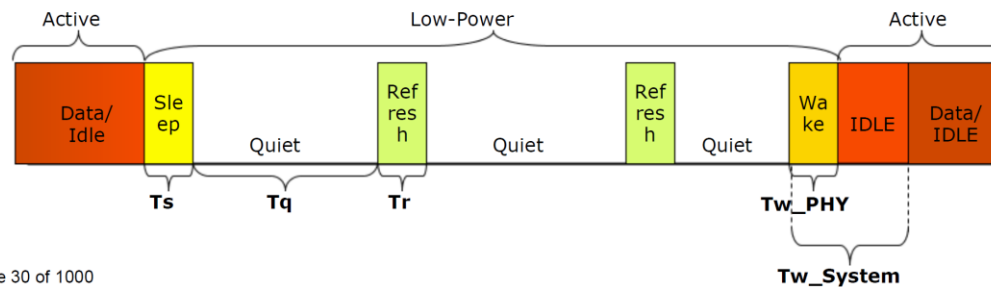 Active
Low-Power
Active
Data/
Idle
Sle
ep
Quiet
Ref
res
h
Quiet
Ref
res
h
Quiet
Wa
ke
IDLE
Data/
IDLE
Ts
Tq
Tr
Tw_PHY
Tw_System
e 30 of 1000